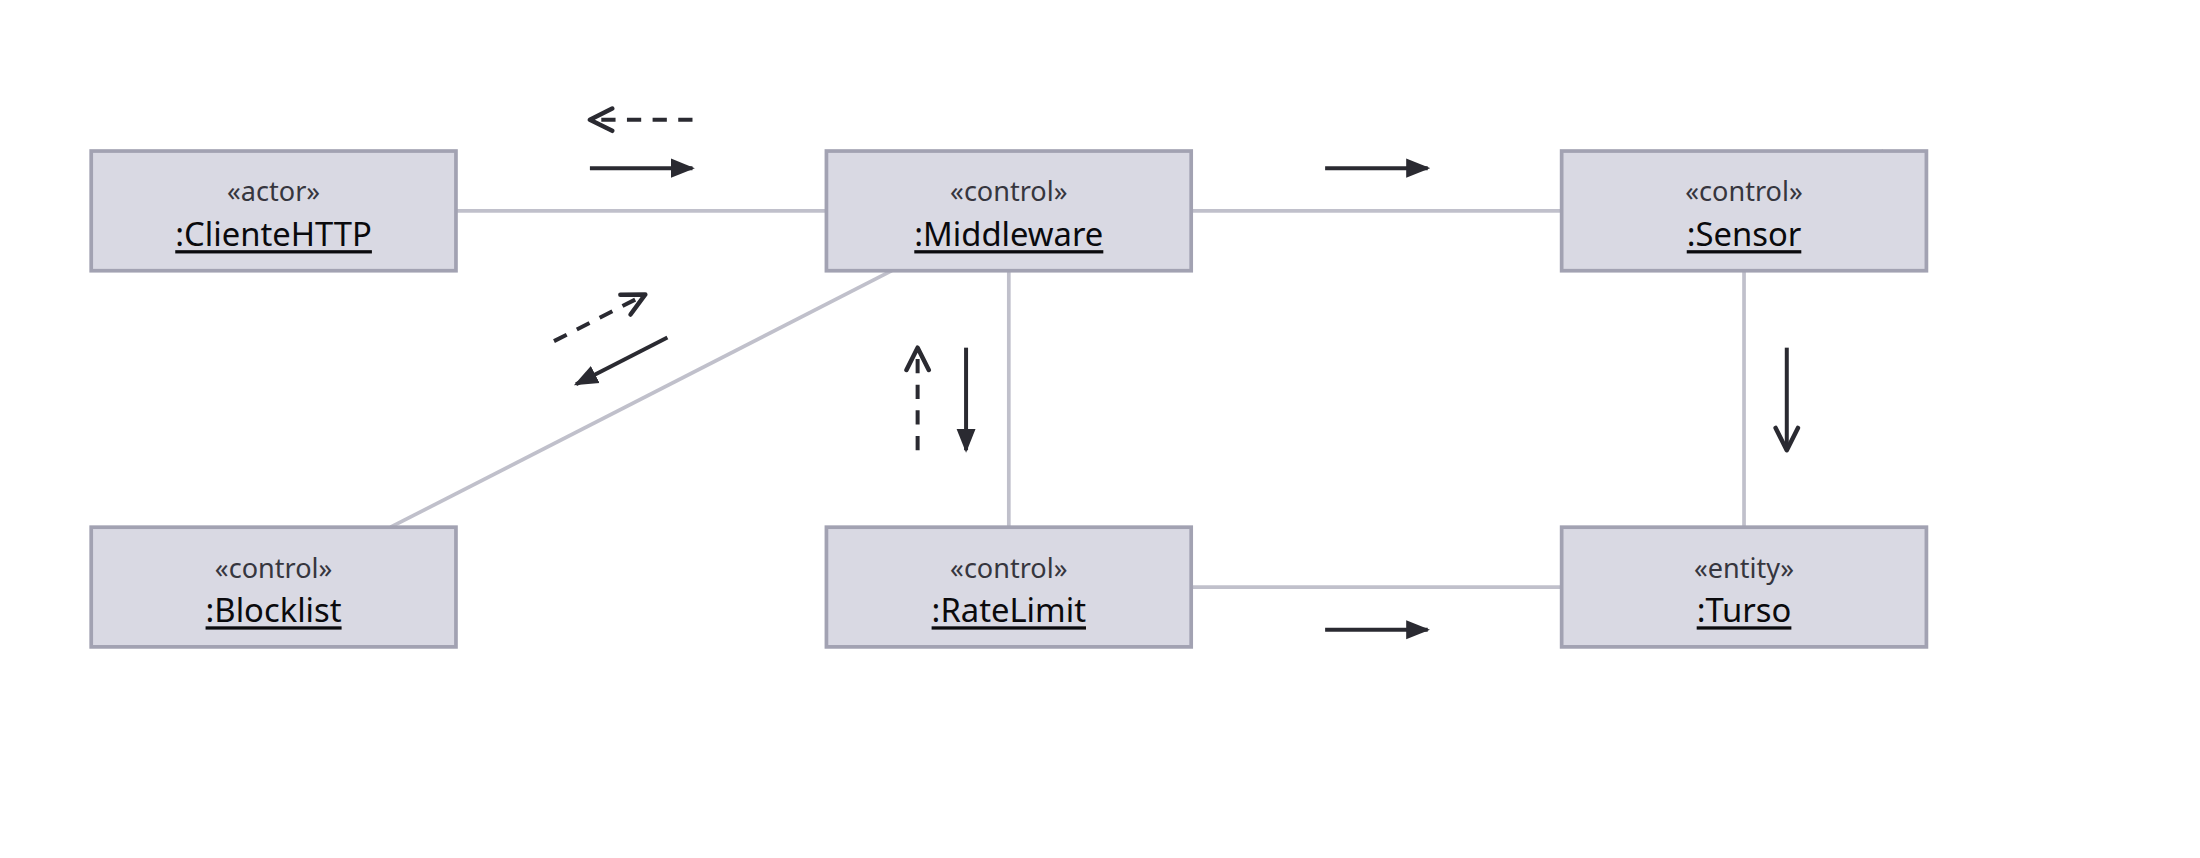 «actor»
:ClienteHTTP
«control»
:Middleware
«control»
:Sensor
«control»
:Blocklist
«control»
:RateLimit
«entity»
:Turso